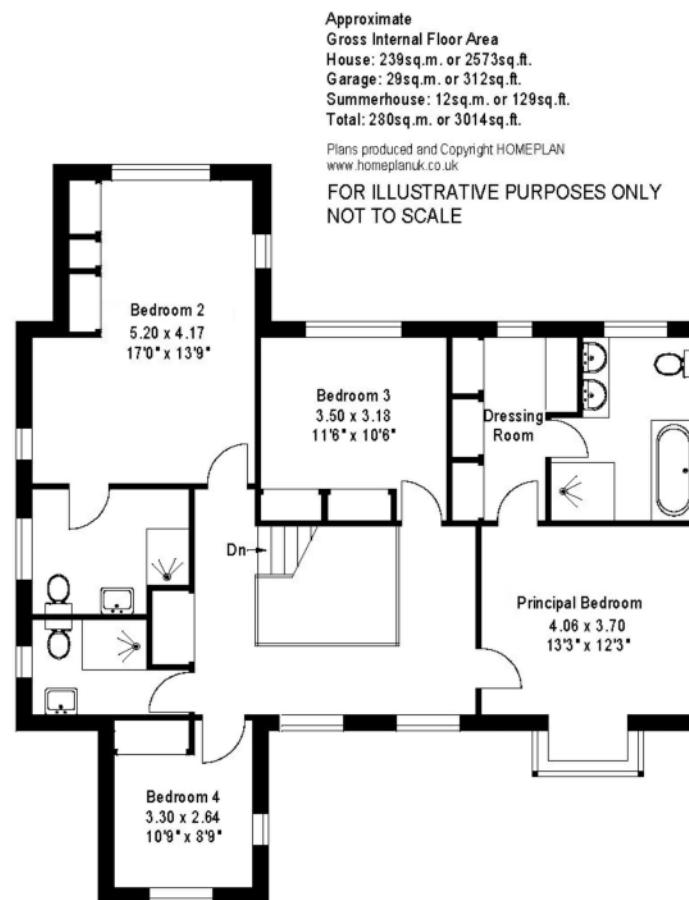 Approximate
Gross Internal Floor Area
House: 239sq.m. or 2573sq.ft.
Garage: 29sq.m. or 312sq.ft.
Summerhouse: 12sq.m. or 129sq.ft.
Total: 280sq.m. or 3014sq.ft.
Plans produced and Copyright HOMEPLAN
www.homeplanuk.co.uk
FOR ILLUSTRATIVE PURPOSES ONLY
NOT TO SCALE
Bedroom 2
5.20 x 4.17
17'0" x 13'9"
Bedroom 3
3.50 x 3.18
11'6" x 10'6"
Dressing
Room
Dn
Principal Bedroom
4.06 x 3.70
13'3" x 12'3"
Bedroom 4
3.30 x 2.64
10'9" x 8'9"